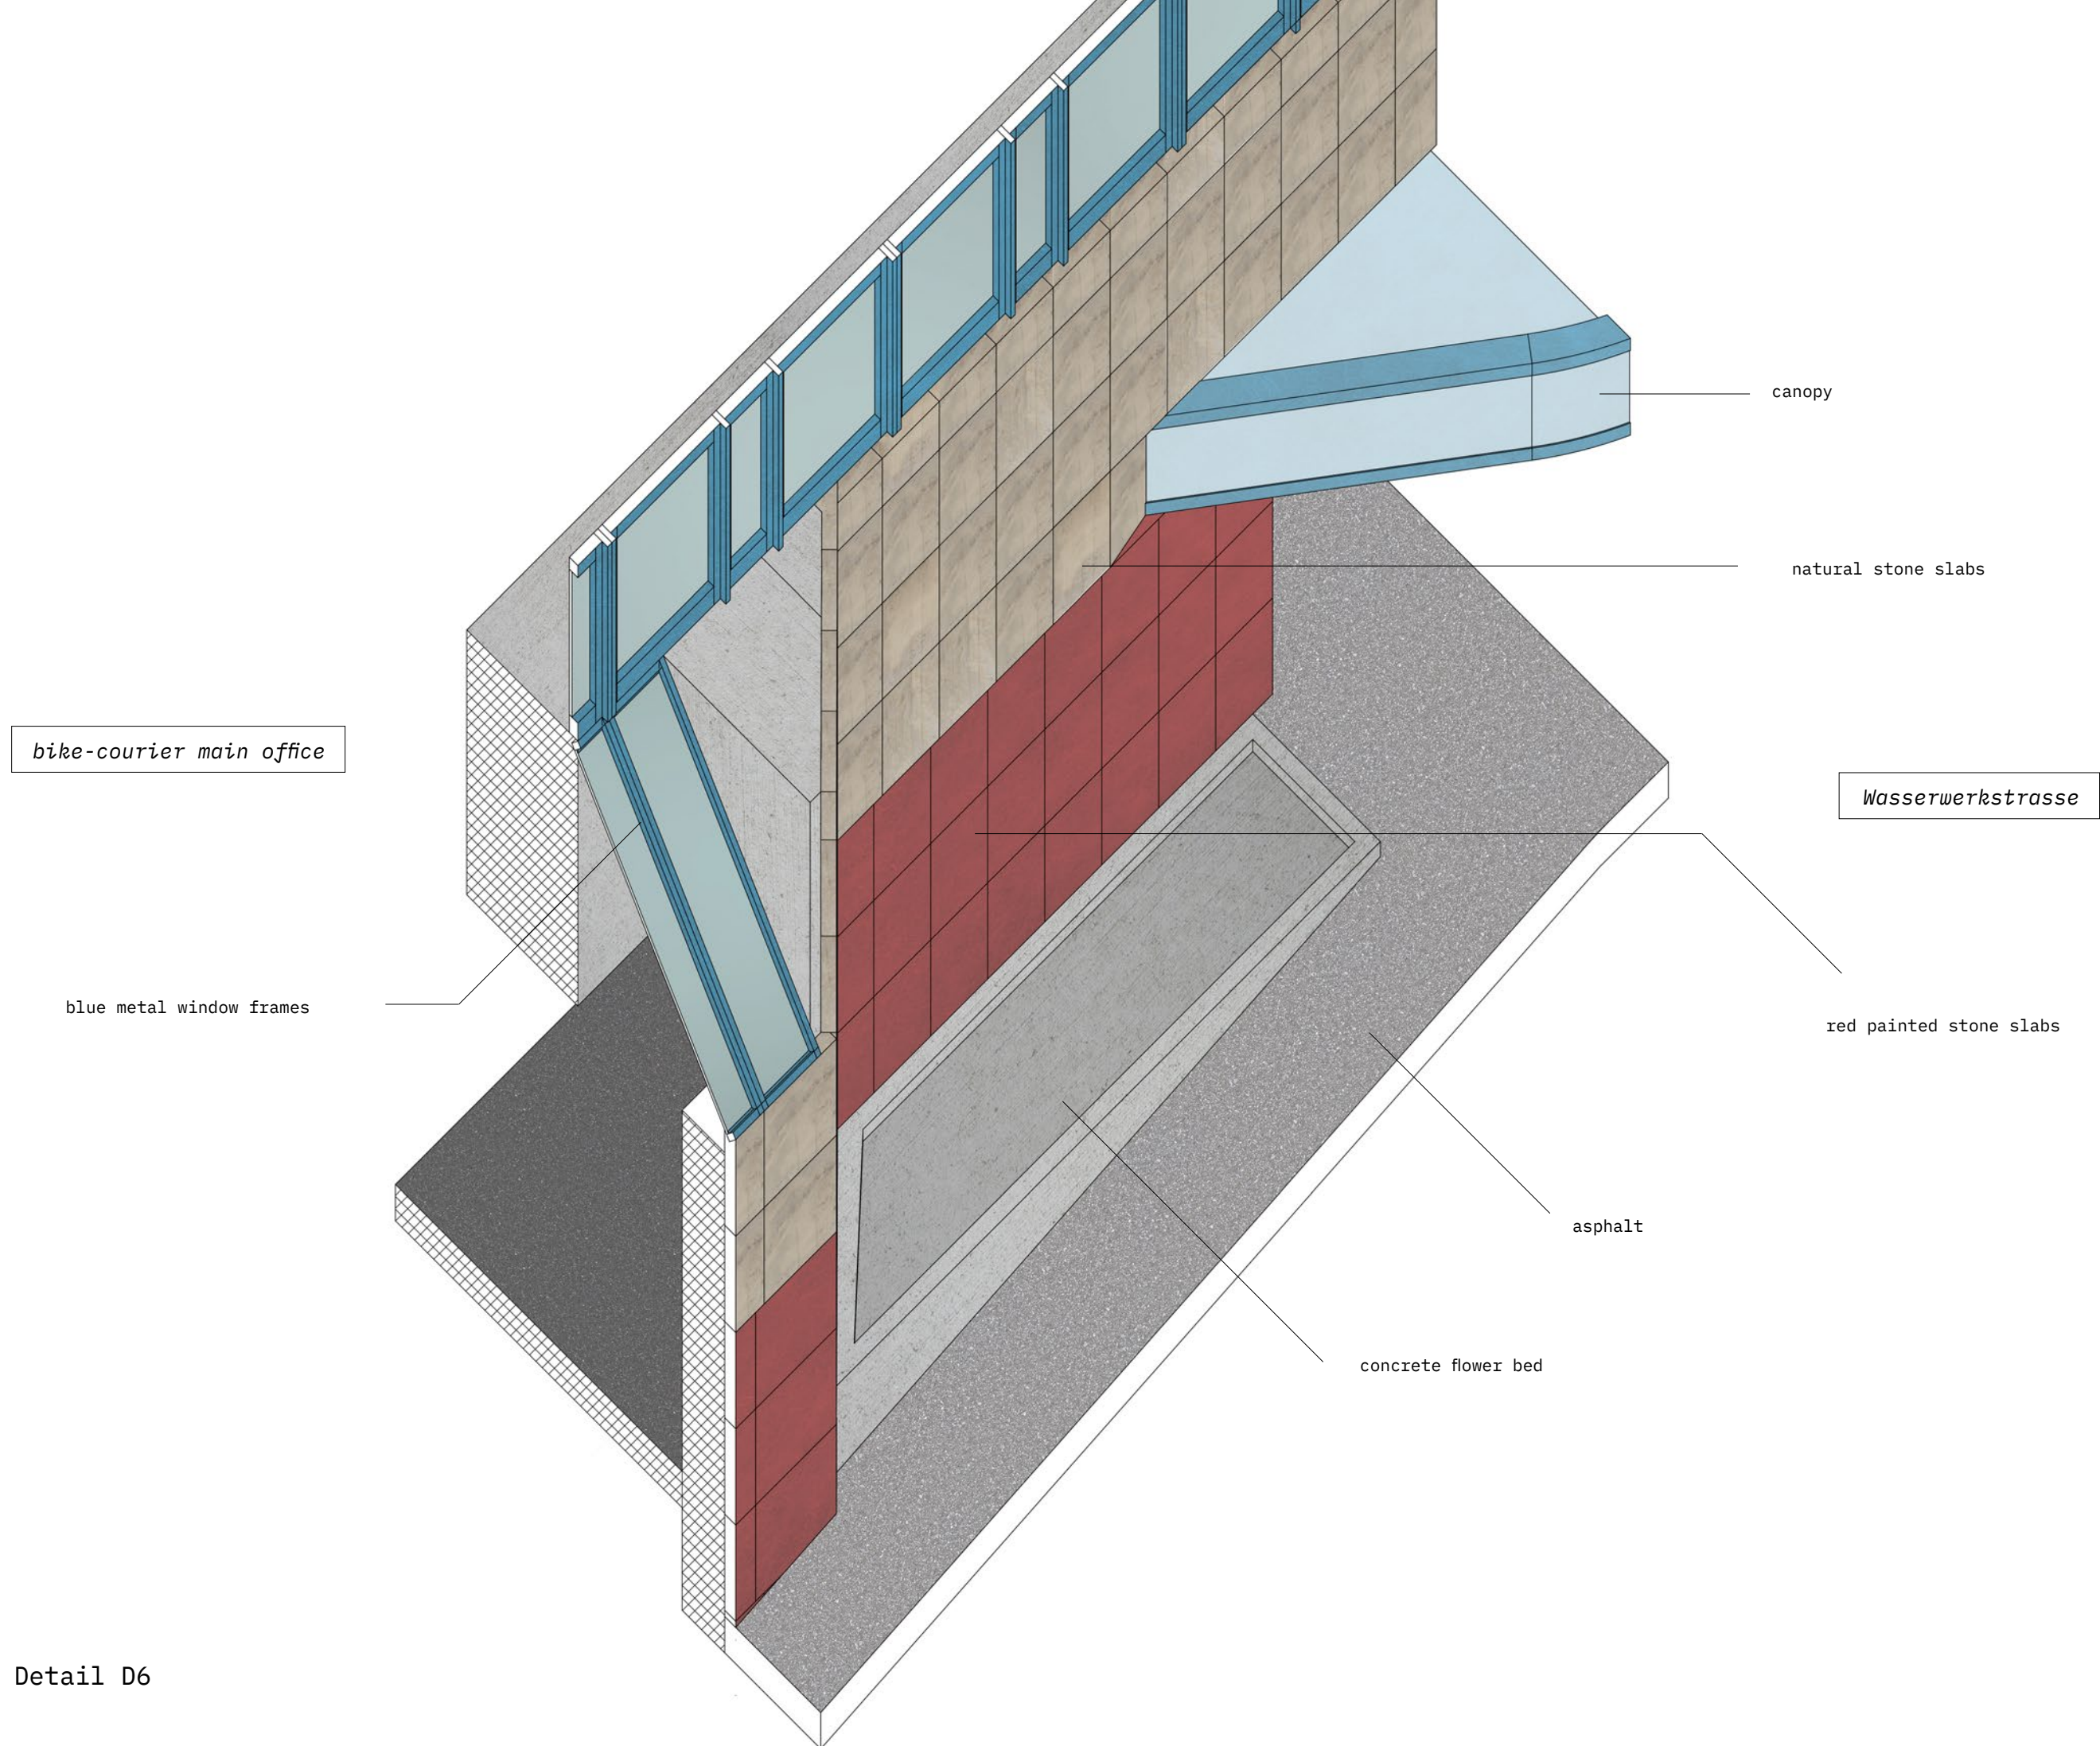 canopy
natural stone slabs
bike-courier main office
Wasserwerkstrasse
blue metal window frames
red painted stone slabs
asphalt
concrete flower bed
Detail D6